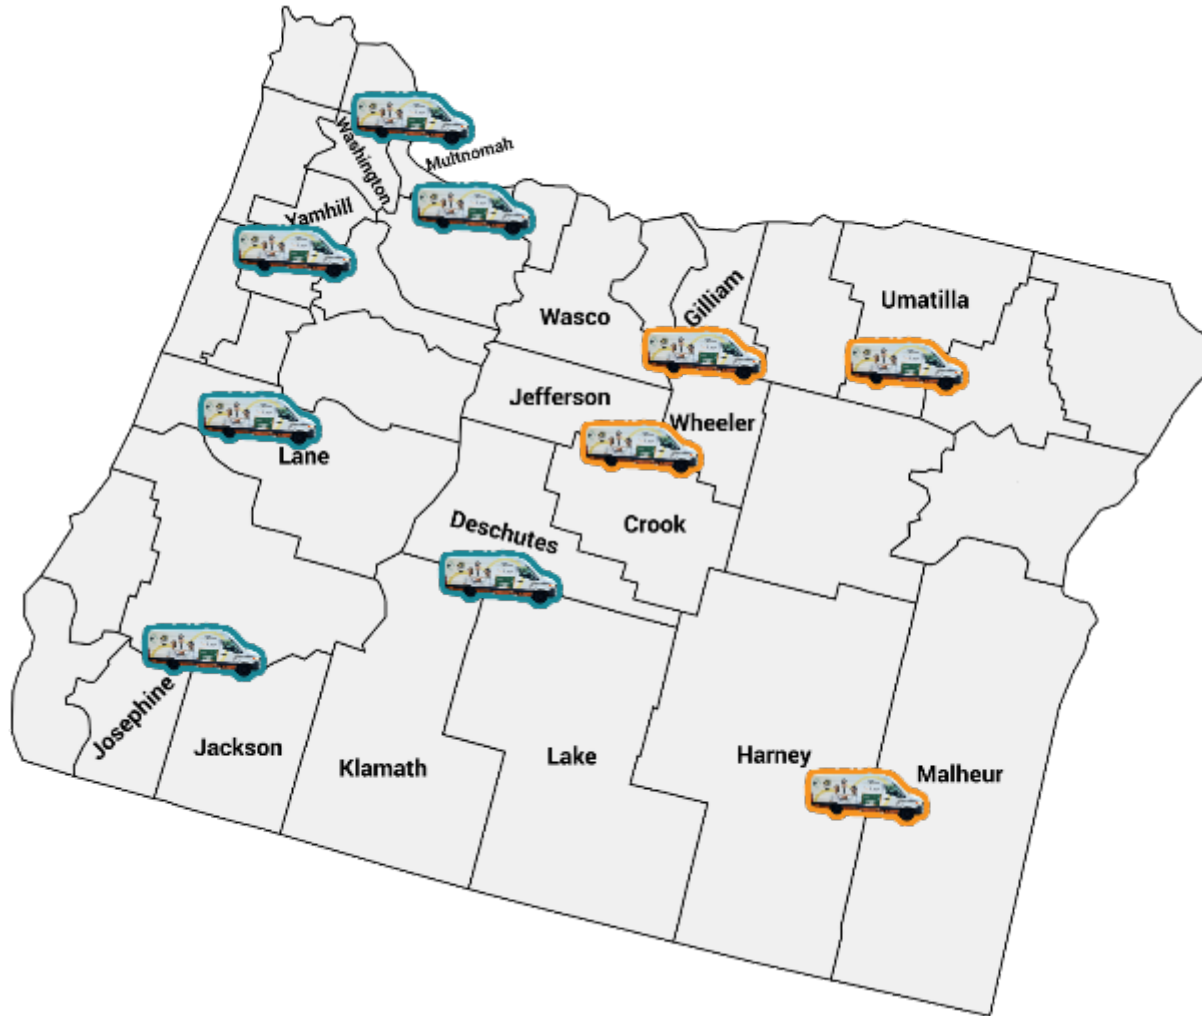 Washington
Multnomah
Yamhill
Gilliam
Umatilla
Wasco
Jefferson
Wheeler
Lane
Deschutes
Crook
Josephine
Jackson
Klamath
Lake
Harney
Malheur